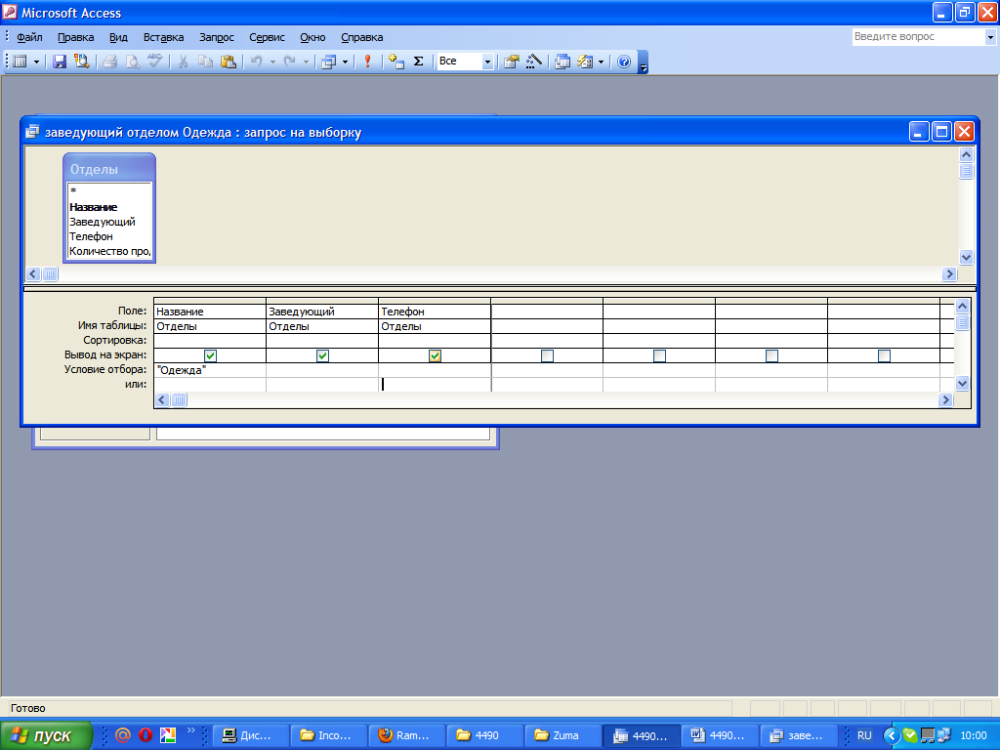 Microsoft Access
Файл Правка Вид Вставка Запрос Сервис Окно Справка
Введите вопрос
ABC Все
заведующий отделом Одежда : запрос на выборку
Отделы
*
Название
Заведующий
Телефон
Количество про,
Поле: Название Заведующий Телефон
Имя таблицы: Отделы Отделы Отделы
Сортировка:
Вывод на экран:
Условие отбора: "Одежда"
или:
Готово
пуск » Дис... Inco... Ram... 4490 Zuma 4490... 4490... заве... RU 10:00